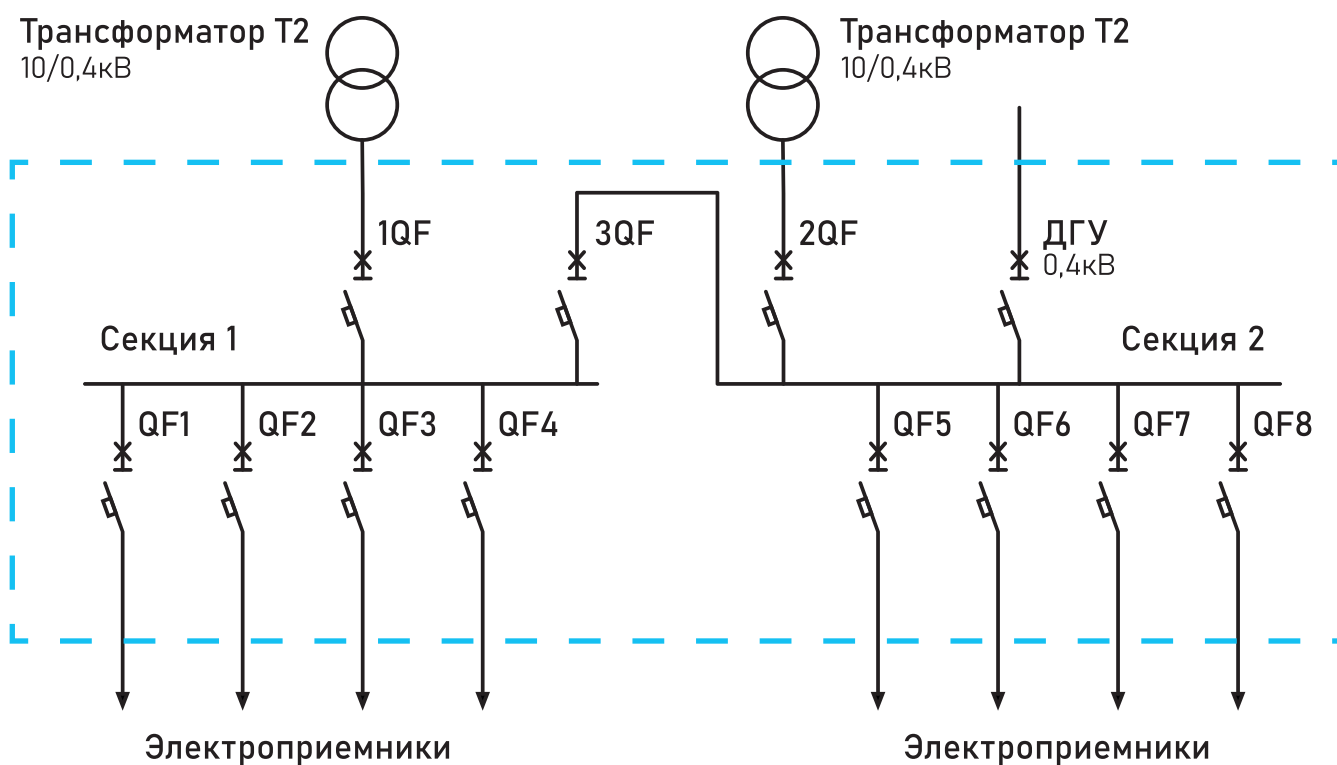 Трансформатор Т2
10/0,4кВ
Трансформатор Т2
10/0,4кВ
1QF
3QF
2QF
ДГУ
0,4кВ
Секция 1
Секция 2
QF1
QF2
QF3
QF4
QF5
QF6
QF7
QF8
Электроприемники
Электроприемники